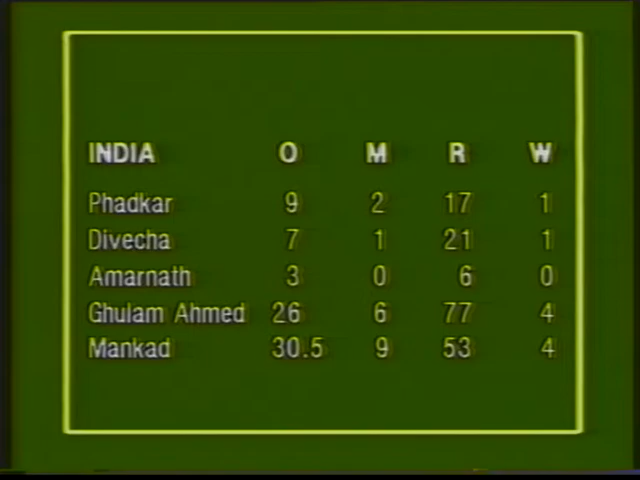 INDIA O M R W
Phadkar 9 2 17 1
Divecha 7 1 21 1
Amarnath 3 0 6 0
Ghulam Ahmed 26 6 77 4
Mankad 30.5 9 53 4